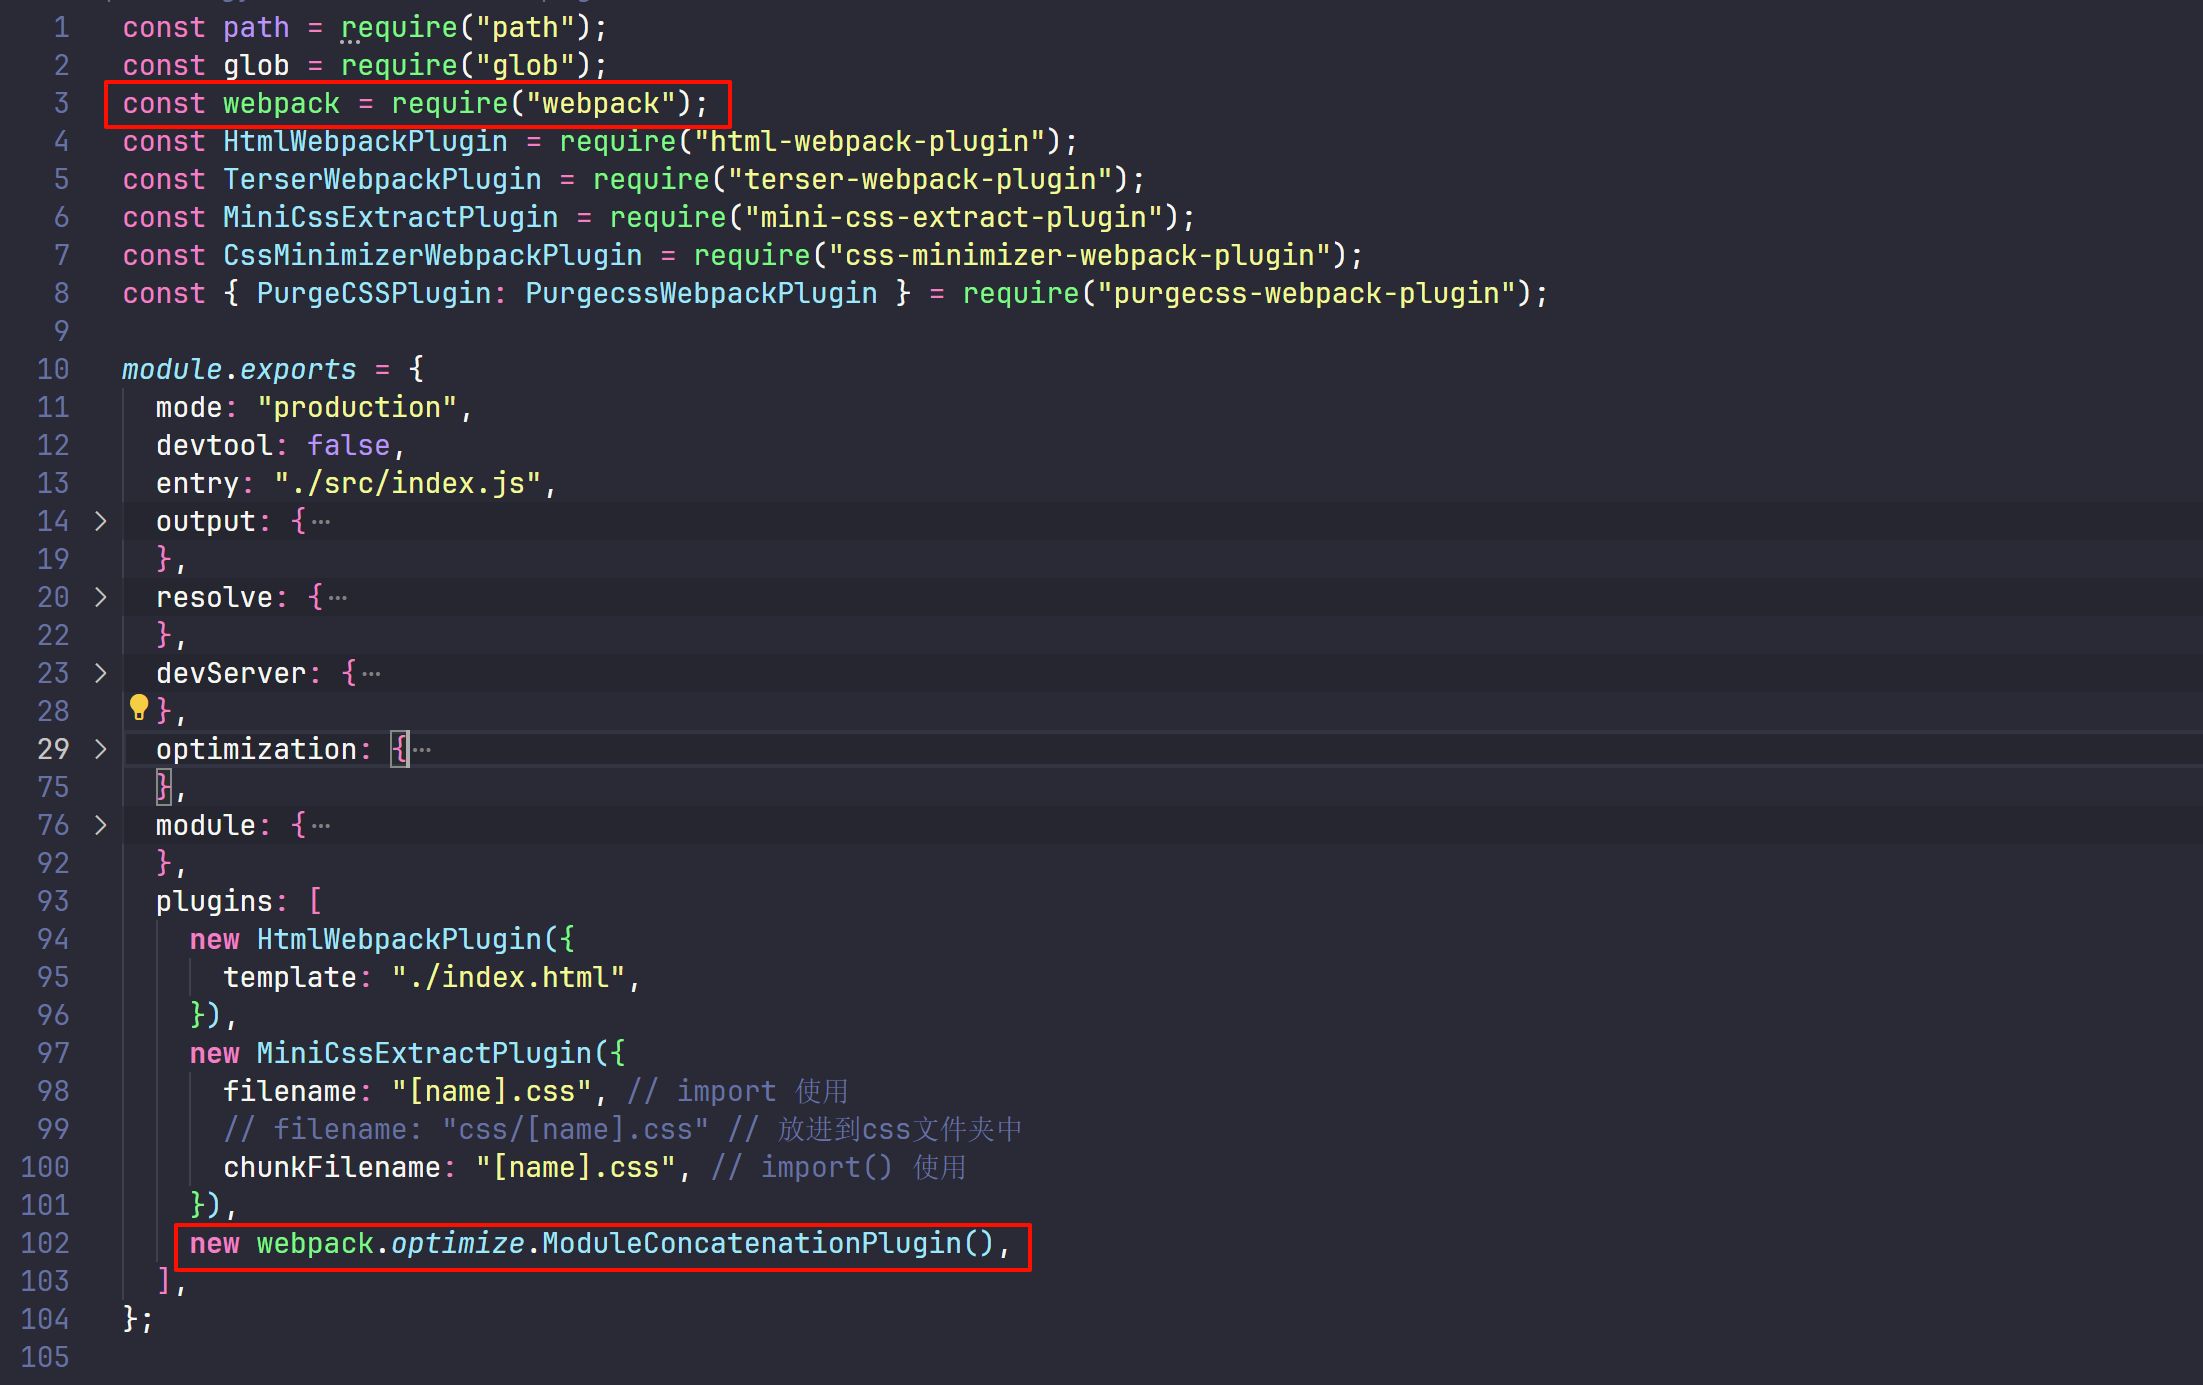 1 const path = require("path");
2 const glob = require("glob");
3 const webpack = require("webpack");
4 const HtmlWebpackPlugin = require("html-webpack-plugin");
5 const TerserWebpackPlugin = require("terser-webpack-plugin");
6 const MiniCssExtractPlugin = require("mini-css-extract-plugin");
7 const CssMinimizerWebpackPlugin = require("css-minimizer-webpack-plugin");
8 const { PurgeCSSPlugin: PurgecssWebpackPlugin } = require("purgecss-webpack-plugin");
9
10 module.exports = {
11   mode: "production",
12   devtool: false,
13   entry: "./src/index.js",
14 >   output: {···
19   },
20 >   resolve: {···
22   },
23 >   devServer: {···
28   },
29 >   optimization: {···
75   },
76 >   module: {···
92   },
93   plugins: [
94     new HtmlWebpackPlugin({
95       template: "./index.html",
96     }),
97     new MiniCssExtractPlugin({
98       filename: "[name].css", // import 使用
99       // filename: "css/[name].css" // 放进到css文件夹中
100       chunkFilename: "[name].css", // import() 使用
101     }),
102     new webpack.optimize.ModuleConcatenationPlugin(),
103   ],
104 };
105